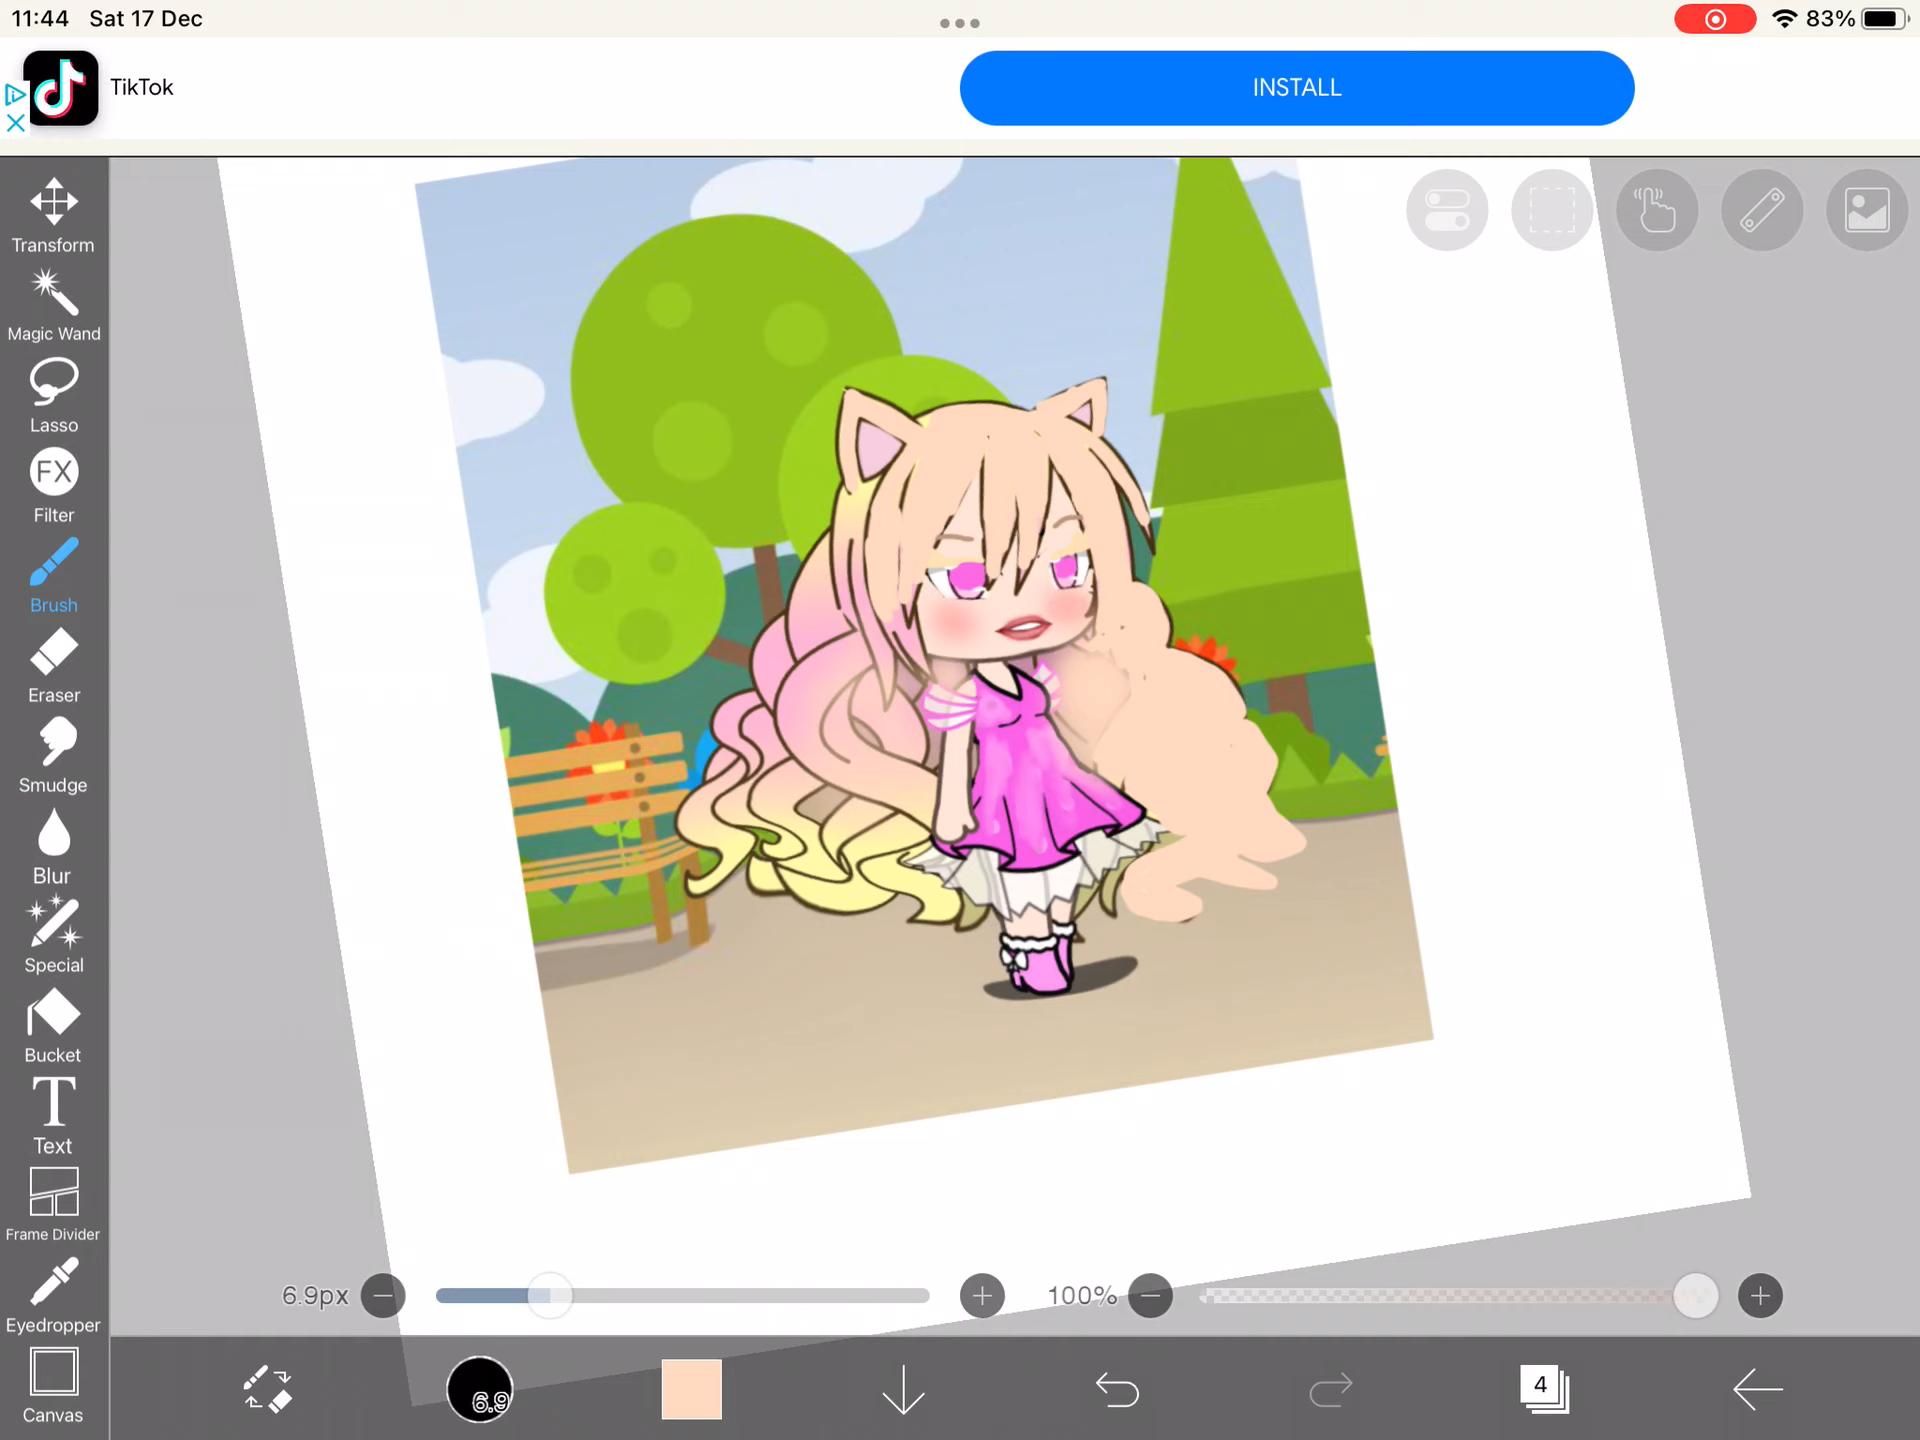 11:44 Sat 17 Dec
83%
TikTok
INSTALL
Transform
Magic Wand
Lasso
FX
Filter
Brush
Eraser
Smudge
Blur
Special
Bucket
T
Text
Frame Divider
Eyedropper
Canvas
6.9px
100%
6.9
4